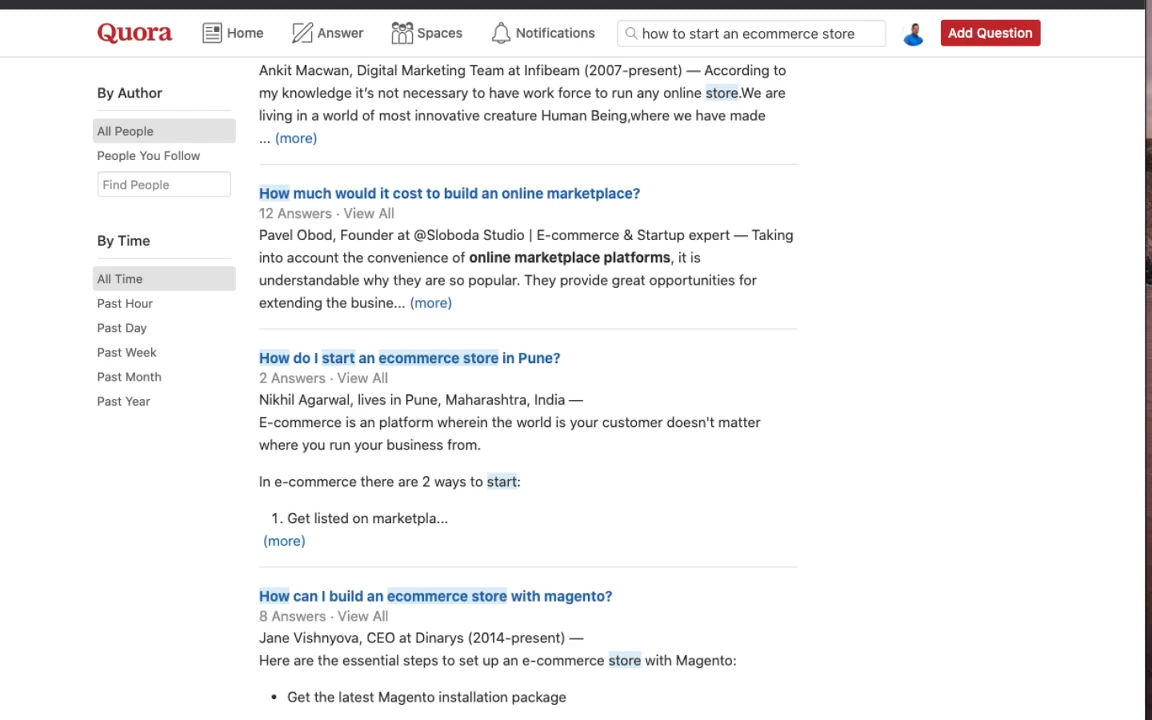 Quora
Home
Answer
Spaces
Notifications
how to start an ecommerce store
Add Question
By Author
All People
People You Follow
Find People
By Time
All Time
Past Hour
Past Day
Past Week
Past Month
Past Year
Ankit Macwan, Digital Marketing Team at Infibeam (2007-present) — According to
my knowledge it’s not necessary to have work force to run any online store.We are
living in a world of most innovative creature Human Being,where we have made
... (more)
How much would it cost to build an online marketplace?
12 Answers · View All
Pavel Obod, Founder at @Sloboda Studio | E-commerce & Startup expert — Taking
into account the convenience of online marketplace platforms, it is
understandable why they are so popular. They provide great opportunities for
extending the busine... (more)
How do I start an ecommerce store in Pune?
2 Answers · View All
Nikhil Agarwal, lives in Pune, Maharashtra, India —
E-commerce is an platform wherein the world is your customer doesn't matter
where you run your business from.
In e-commerce there are 2 ways to start:
1. Get listed on marketpla...
(more)
How can I build an ecommerce store with magento?
8 Answers · View All
Jane Vishnyova, CEO at Dinarys (2014-present) —
Here are the essential steps to set up an e-commerce store with Magento:
• Get the latest Magento installation package